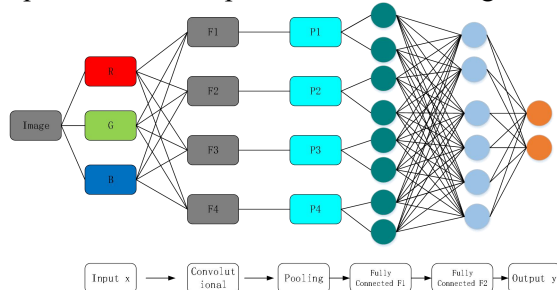 F1
P1
R
F2
P2
Image
G
F3
P3
B
F4
P4
Input x
Convolut
ional
Pooling
Fully
Connected F1
Fully
Connected F2
Output y